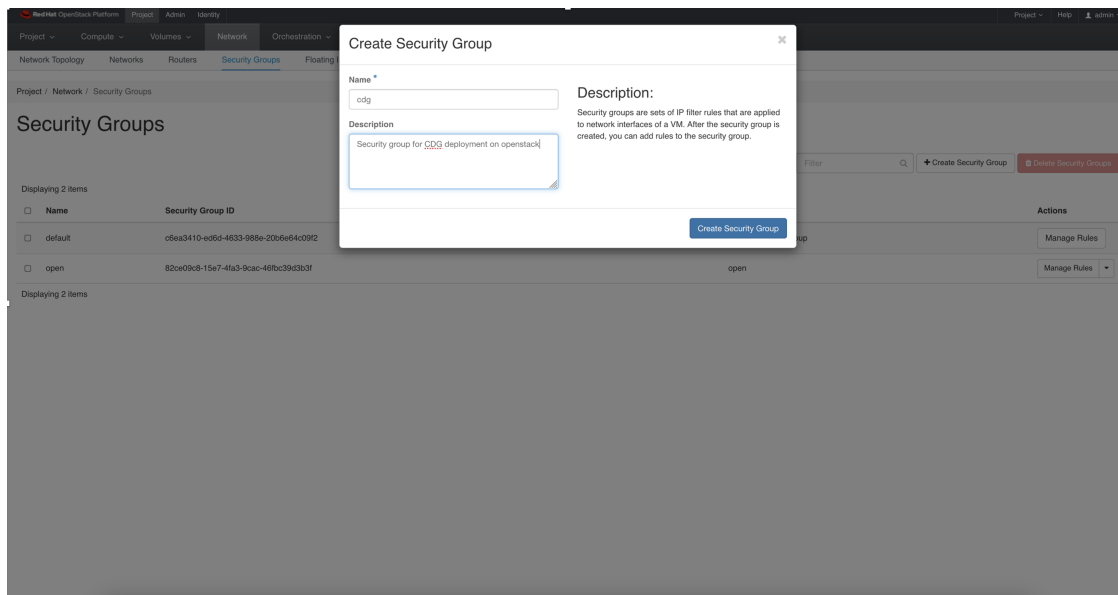 Red Hat OpenStack Platform Project Admin Identity Project Help admin
Project Compute Volumes Network Orchestration
Network Topology Networks Routers Security Groups Floating
Project / Network / Security Groups
Security Groups
Filter + Create Security Group Delete Security Groups
Displaying 2 items
Name Security Group ID Actions
default c6ea3410-ed6d-4633-988e-20b6e64c09f2 Manage Rules
open 82ce09c8-15e7-4fa3-9cac-46fbc39d3b3f open Manage Rules
Displaying 2 items
Create Security Group
Name *
cdg
Description
Security group for CDG deployment on openstack
Description:
Security groups are sets of IP filter rules that are applied
to network interfaces of a VM. After the security group is
created, you can add rules to the security group.
Create Security Group